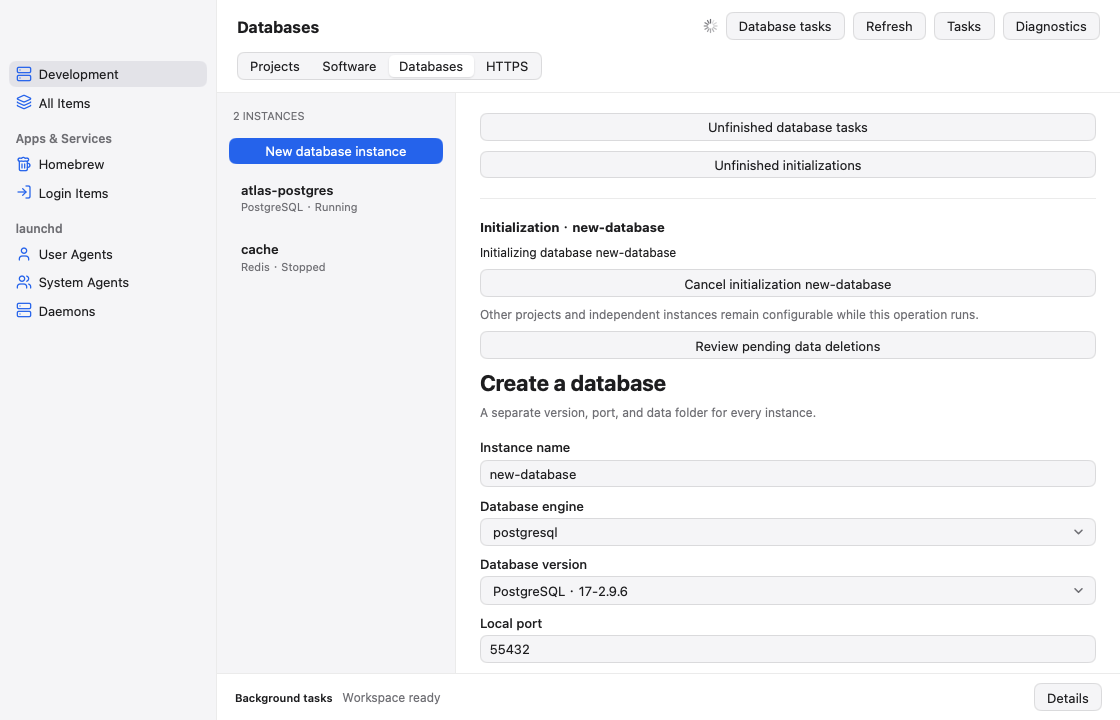 Databases
Database tasks
Refresh
Tasks
Diagnostics
Projects
Software
Databases
HTTPS
Development
All Items
Apps & Services
Homebrew
Login Items
launchd
User Agents
System Agents
Daemons
2 INSTANCES
New database instance
atlas-postgres
PostgreSQL · Running
cache
Redis · Stopped
Unfinished database tasks
Unfinished initializations
Initialization · new-database
Initializing database new-database
Cancel initialization new-database
Other projects and independent instances remain configurable while this operation runs.
Review pending data deletions
Create a database
A separate version, port, and data folder for every instance.
Instance name
new-database
Database engine
postgresql
Database version
PostgreSQL · 17-2.9.6
Local port
55432
Background tasks
Workspace ready
Details